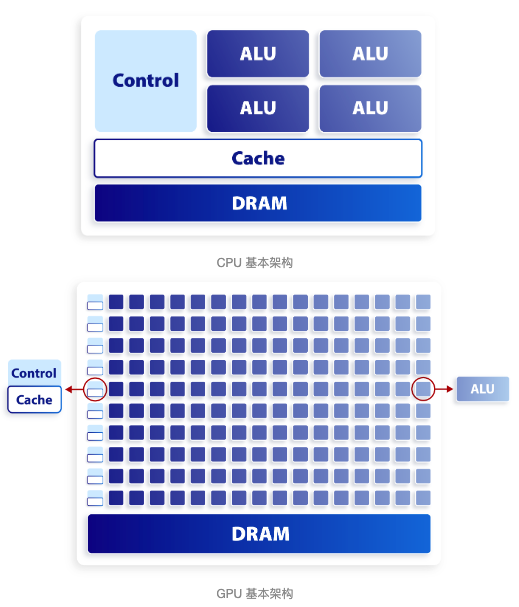 Control
ALU
ALU
ALU
ALU
Cache
DRAM
CPU 基本架构
Control
Cache
ALU
DRAM
GPU 基本架构